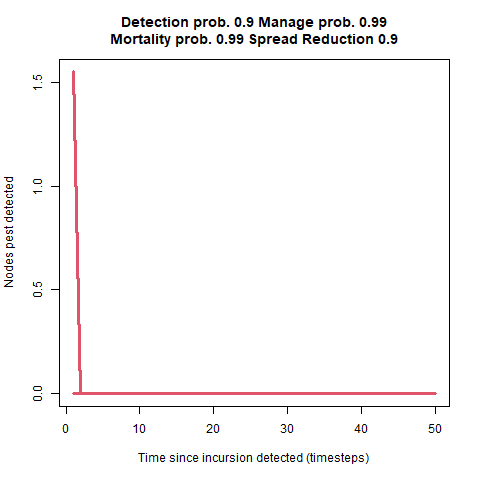 Detection prob. 0.9 Manage prob. 0.99
Mortality prob. 0.99 Spread Reduction 0.9
Nodes pest detected
1.5
1.0
0.5
0.0
0 10 20 30 40 50
Time since incursion detected (timesteps)